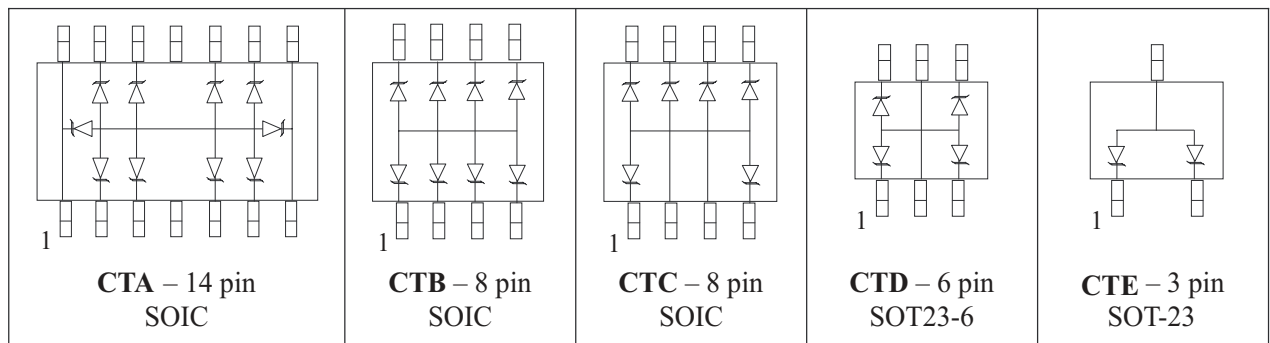 1
CTA – 14 pin
SOIC
1
CTB – 8 pin
SOIC
1
CTC – 8 pin
SOIC
1
CTD – 6 pin
SOT23-6
1
CTE – 3 pin
SOT-23